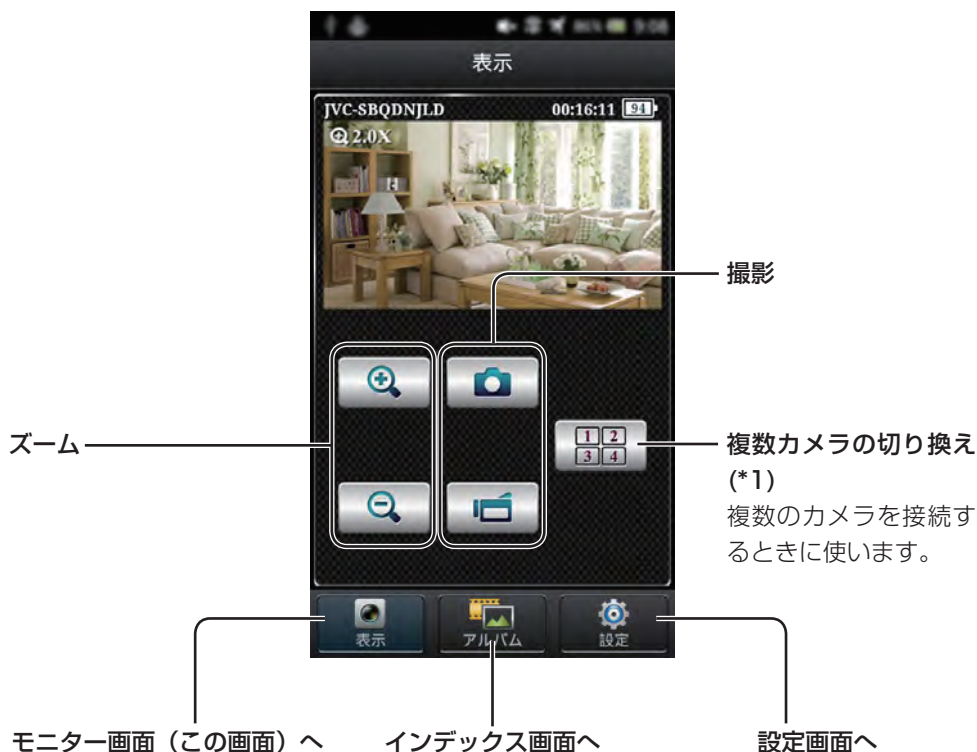 表示
JVC-SBQDNJLD 00:16:11 94
2.0X
撮影
ズーム
1 2
3 4
複数カメラの切り換え
(*1)
複数のカメラを接続す
るときに使います。
表示 アルバム 設定
モニター画面（この画面）へ インデックス画面へ 設定画面へ